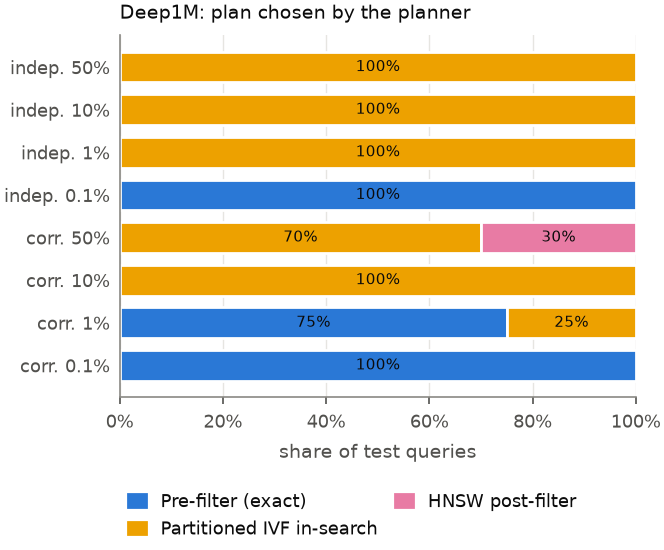 Deep1M: plan chosen by the planner
indep. 50% 100%
indep. 10% 100%
indep. 1% 100%
indep. 0.1% 100%
corr. 50% 70% 30%
corr. 10% 100%
corr. 1% 75% 25%
corr. 0.1% 100%
0% 20% 40% 60% 80% 100%
share of test queries
Pre-filter (exact) HNSW post-filter
Partitioned IVF in-search